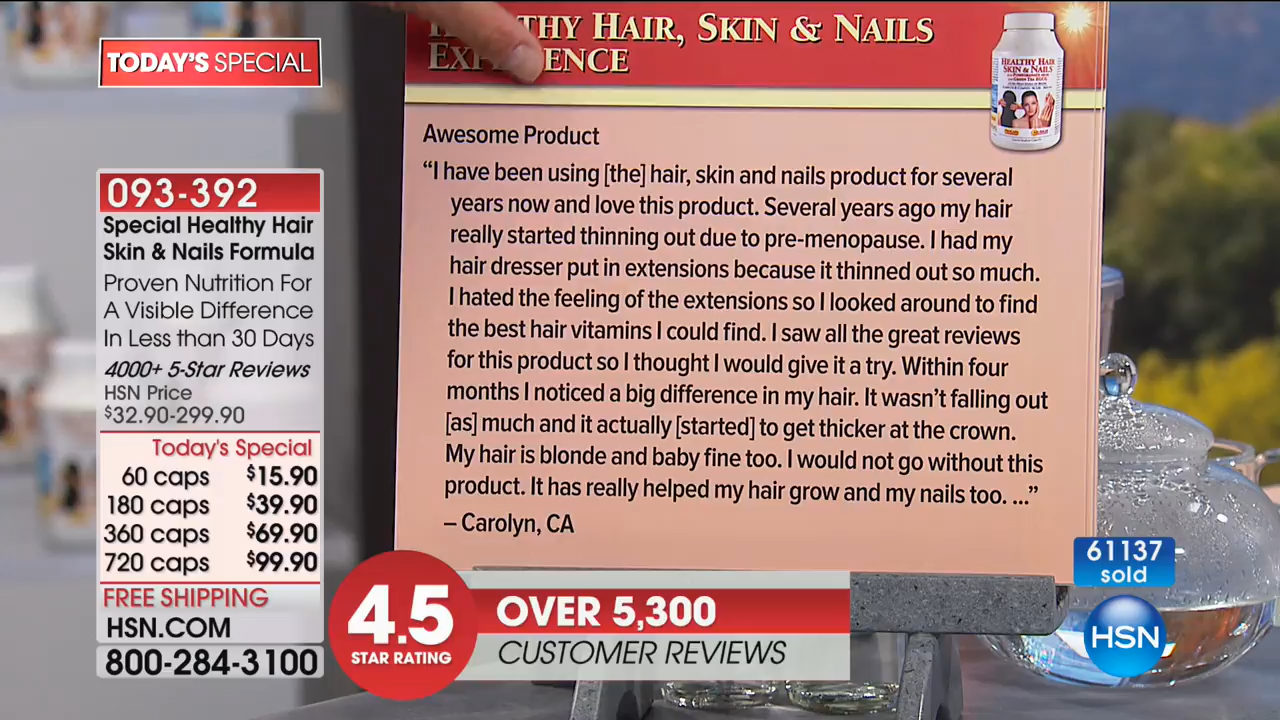 TODAY'S SPECIAL
093-392
Special Healthy Hair
Skin & Nails Formula
Proven Nutrition For
A Visible Difference
In Less than 30 Days
4000+ 5-Star Reviews
HSN Price
$32.90-299.90
Today's Special
60 caps $15.90
180 caps $39.90
360 caps $69.90
720 caps $99.90
FREE SHIPPING
HSN.COM
800-284-3100
HAIR, SKIN & NAILS
HEALTHY HAIR
SKIN & NAILS
Awesome Product
“I have been using [the] hair, skin and nails product for several
years now and love this product. Several years ago my hair
really started thinning out due to pre-menopause. I had my
hair dresser put in extensions because it thinned out so much.
I hated the feeling of the extensions so I looked around to find
the best hair vitamins I could find. I saw all the great reviews
for this product so I thought I would give it a try. Within four
months I noticed a big difference in my hair. It wasn't falling out
[as] much and it actually [started] to get thicker at the crown.
My hair is blonde and baby fine too. I would not go without this
product. It has really helped my hair grow and my nails too. ...”
– Carolyn, CA
4.5
STAR RATING
OVER 5,300
CUSTOMER REVIEWS
61137
sold
HSN